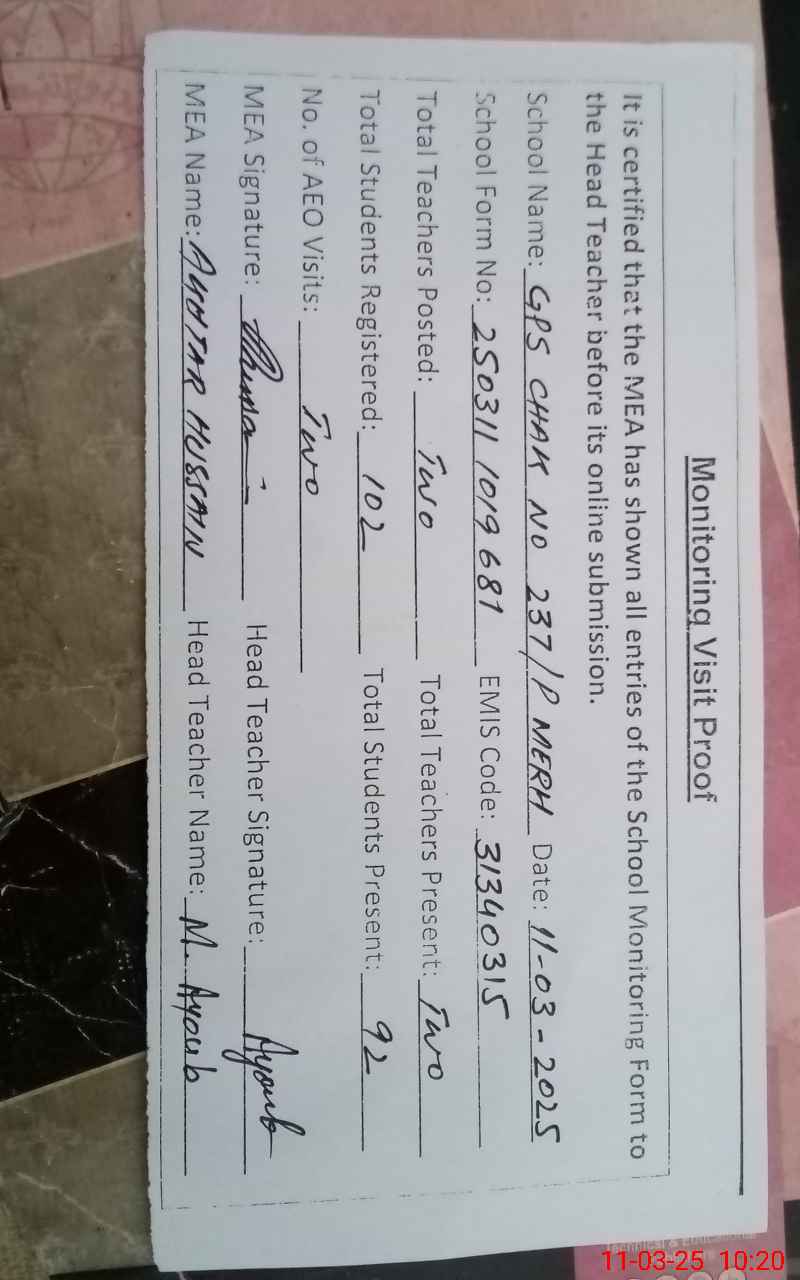 Monitoring Visit Proof
It is certified that the MEA has shown all entries of the School Monitoring Form to
the Head Teacher before its online submission.
School Name: GPS CHAK NO 237/P MERH Date: 11-03-2025
School Form No: 250311 1019681 EMIS Code: 31340315
Total Teachers Posted: Two Total Teachers Present: Two
Total Students Registered: 102 Total Students Present: 92
No. of AEO Visits: Two
MEA Signature: Head Teacher Signature: Ayoub
MEA Name: AKHTAR HUSSAIN Head Teacher Name: M. Ayoub
Technical & Educational
11-03-25 10:20